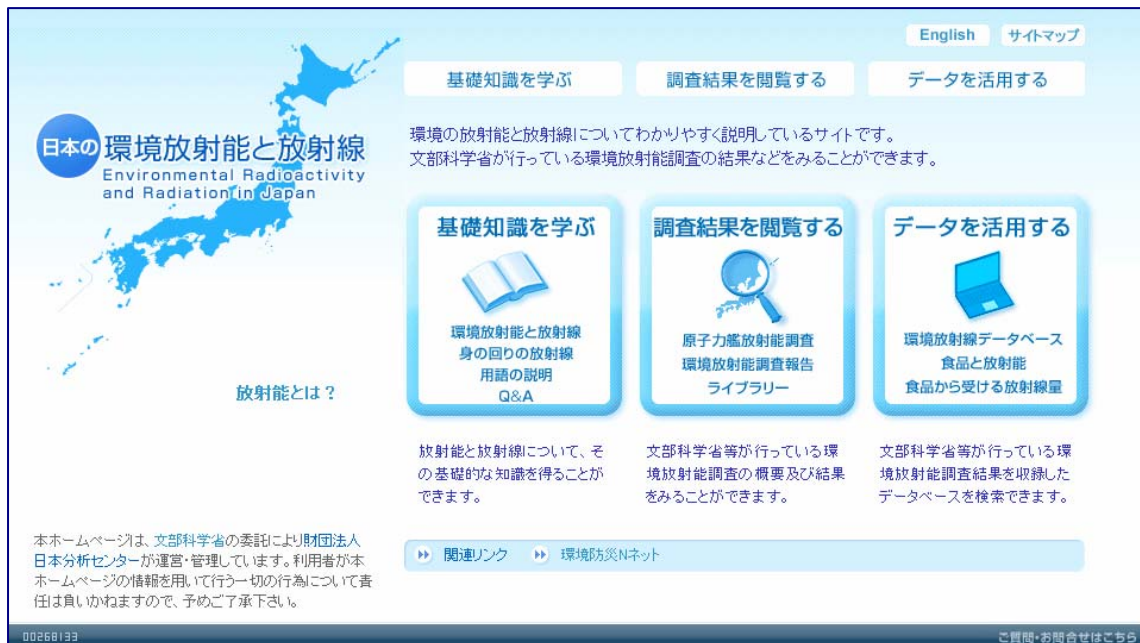 English サイトマップ
基礎知識を学ぶ 調査結果を閲覧する データを活用する
日本の環境放射能と放射線
Environmental Radioactivity
and Radiation in Japan
環境の放射能と放射線についてわかりやすく説明しているサイトです。
文部科学省が行っている環境放射能調査の結果などをみることができます。
基礎知識を学ぶ
環境放射能と放射線
身の回りの放射線
用語の説明
Q&A
調査結果を閲覧する
原子力艦放射能調査
環境放射能調査報告
ライブラリー
データを活用する
環境放射線データベース
食品と放射能
食品から受ける放射線量
放射能とは？
放射能と放射線について、そ
の基礎的な知識を得ることが
できます。
文部科学省等が行っている環
境放射能調査の概要及び結果
をみることができます。
文部科学省等が行っている環
境放射能調査結果を収録した
データベースを検索できます。
本ホームページは、文部科学省の委託により財団法人
日本分析センターが運営・管理しています。利用者が本
ホームページの情報を用いて行う一切の行為について責
任は負いかねますので、予めご了承下さい。
関連リンク 環境防災Nネット
00268133
ご質問・お問合せはこちら